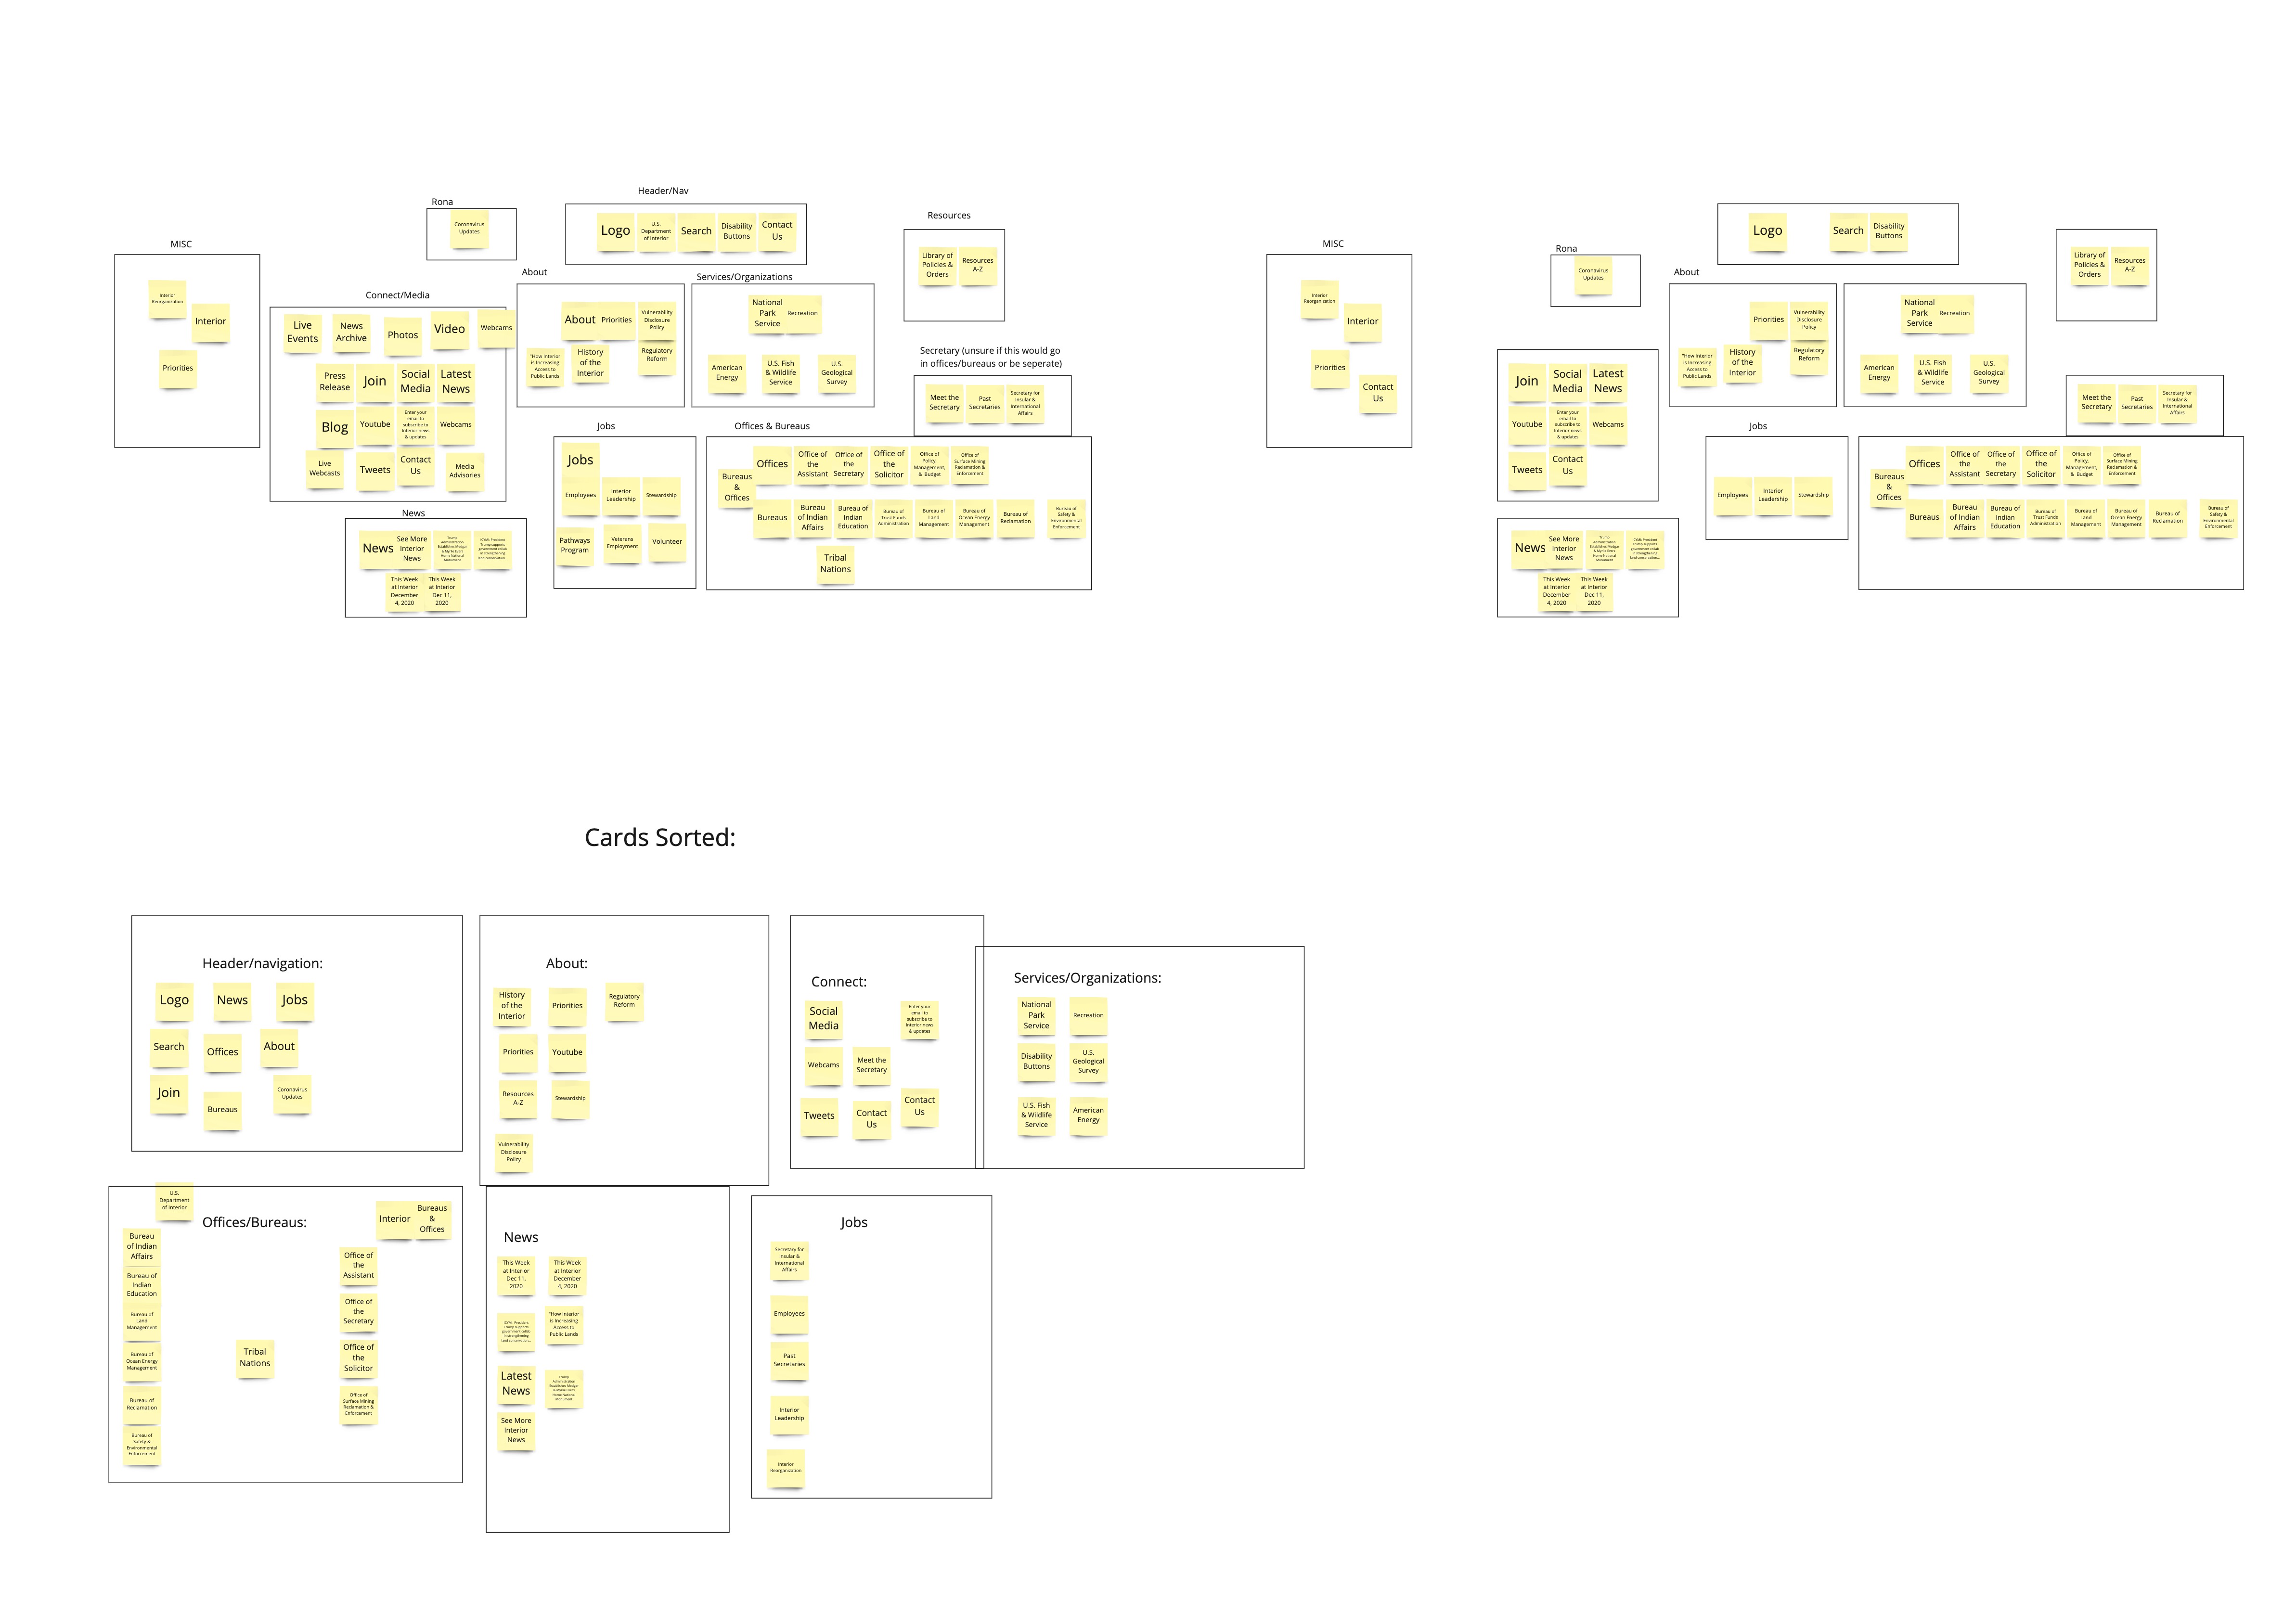 MISC
Interior
Reorganization
Interior
Priorities
Rona
Coronavirus
Updates
Header/Nav
Logo
U.S.
Department
of Interior
Search
Disability
Buttons
Contact
Us
Resources
Library of
Policies &
Orders
Resources
A-Z
Connect/Media
Live
Events
News
Archive
Photos
Video
Webcams
Press
Release
Join
Social
Media
Latest
News
Blog
Youtube
Enter your
email to
subscribe to
Interior news
& updates
Webcams
Live
Webcasts
Tweets
Contact
Us
Media
Advisories
About
About
Priorities
Vulnerability
Disclosure
Policy
"How Interior
is Increasing
Access to
Public Lands
History
of the
Interior
Regulatory
Reform
Services/Organizations
National
Park
Service
Recreation
American
Energy
U.S. Fish
& Wildlife
Service
U.S.
Geological
Survey
Secretary (unsure if this would go
in offices/bureaus or be seperate)
Meet the
Secretary
Past
Secretaries
Secretary for
Insular &
International
Affairs
News
News
See More
Interior
News
Trump
Administration
Establishes Medgar
& Myrlie Evers
Home National
Monument
ICYMI: President
Trump supports
government collab
in strengthening
land conservation...
This Week
at Interior
December
4, 2020
This Week
at Interior
Dec 11,
2020
Jobs
Jobs
Employees
Interior
Leadership
Stewardship
Pathways
Program
Veterans
Employment
Volunteer
Offices & Bureaus
Bureaus
&
Offices
Offices
Office of
the
Assistant
Office of
the
Secretary
Office of
the
Solicitor
Office of
Policy,
Management,
& Budget
Office of
Surface Mining
Reclamation &
Enforcement
Bureaus
Bureau
of Indian
Affairs
Bureau of
Indian
Education
Bureau of
Trust Funds
Administration
Bureau of
Land
Management
Bureau of
Ocean Energy
Management
Bureau of
Reclamation
Bureau of
Safety &
Environmental
Enforcement
Tribal
Nations
MISC
Interior
Reorganization
Interior
Priorities
Contact
Us
Rona
Coronavirus
Updates
Logo
Search
Disability
Buttons
Library of
Policies &
Orders
Resources
A-Z
About
Priorities
Vulnerability
Disclosure
Policy
"How Interior
is Increasing
Access to
Public Lands
History
of the
Interior
Regulatory
Reform
National
Park
Service
Recreation
American
Energy
U.S. Fish
& Wildlife
Service
U.S.
Geological
Survey
Join
Social
Media
Latest
News
Youtube
Enter your
email to
subscribe to
Interior news
& updates
Webcams
Tweets
Contact
Us
Meet the
Secretary
Past
Secretaries
Secretary for
Insular &
International
Affairs
News
See More
Interior
News
Trump
Administration
Establishes Medgar
& Myrlie Evers
Home National
Monument
ICYMI: President
Trump supports
government collab
in strengthening
land conservation...
This Week
at Interior
December
4, 2020
This Week
at Interior
Dec 11,
2020
Jobs
Employees
Interior
Leadership
Stewardship
Bureaus
&
Offices
Offices
Office of
the
Assistant
Office of
the
Secretary
Office of
the
Solicitor
Office of
Policy,
Management,
& Budget
Office of
Surface Mining
Reclamation &
Enforcement
Bureaus
Bureau
of Indian
Affairs
Bureau of
Indian
Education
Bureau of
Trust Funds
Administration
Bureau of
Land
Management
Bureau of
Ocean Energy
Management
Bureau of
Reclamation
Bureau of
Safety &
Environmental
Enforcement
Cards Sorted:
Header/navigation:
Logo
News
Jobs
Search
Offices
About
Join
Bureaus
Coronavirus
Updates
About:
History
of the
Interior
Priorities
Regulatory
Reform
Priorities
Youtube
Resources
A-Z
Stewardship
Vulnerability
Disclosure
Policy
Connect:
Social
Media
Enter your
email to
subscribe to
Interior news
& updates
Webcams
Meet the
Secretary
Tweets
Contact
Us
Contact
Us
Services/Organizations:
National
Park
Service
Recreation
Disability
Buttons
U.S.
Geological
Survey
U.S. Fish
& Wildlife
Service
American
Energy
U.S.
Department
of Interior
Offices/Bureaus:
Interior
Bureaus
&
Offices
Bureau
of Indian
Affairs
Bureau of
Indian
Education
Bureau of
Land
Management
Bureau of
Ocean Energy
Management
Bureau of
Reclamation
Bureau of
Safety &
Environmental
Enforcement
Tribal
Nations
Office of
the
Assistant
Office of
the
Secretary
Office of
the
Solicitor
Office of
Surface Mining
Reclamation &
Enforcement
News
This Week
at Interior
Dec 11,
2020
This Week
at Interior
December
4, 2020
ICYMI: President
Trump supports
government collab
in strengthening
land conservation...
"How Interior
is Increasing
Access to
Public Lands
Latest
News
Trump
Administration
Establishes Medgar
& Myrlie Evers
Home National
Monument
See More
Interior
News
Jobs
Secretary for
Insular &
International
Affairs
Employees
Past
Secretaries
Interior
Leadership
Interior
Reorganization